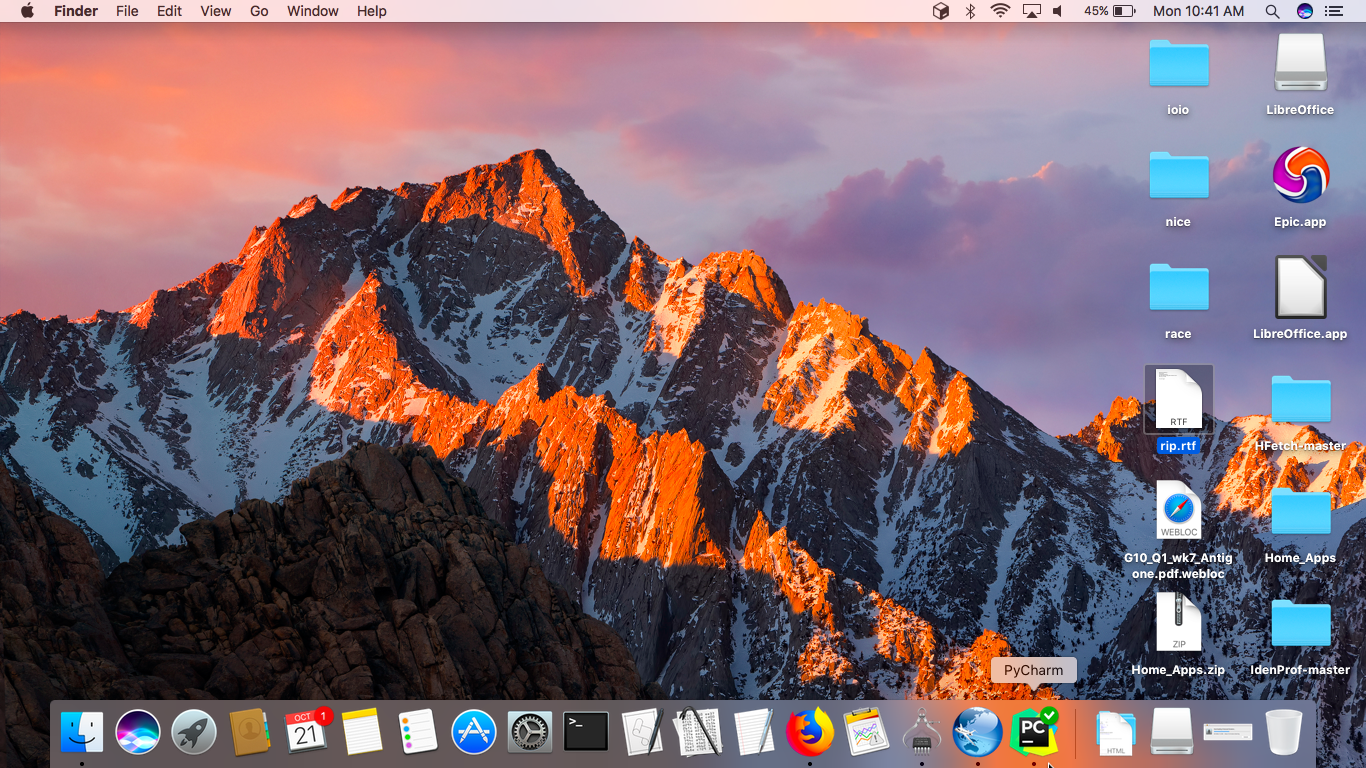 Finder File Edit View Go Window Help 45% Mon 10:41 AM
ioio LibreOffice
nice Epic.app
race LibreOffice.app
RTF
rip.rtf HFetch-master
WEBLOC
G10_Q1_wk7_Antig Home_Apps
one.pdf.webloc
ZIP
Home_Apps.zip IdenProf-master
PyCharm
OCT 1
21
>_
PC
HTML